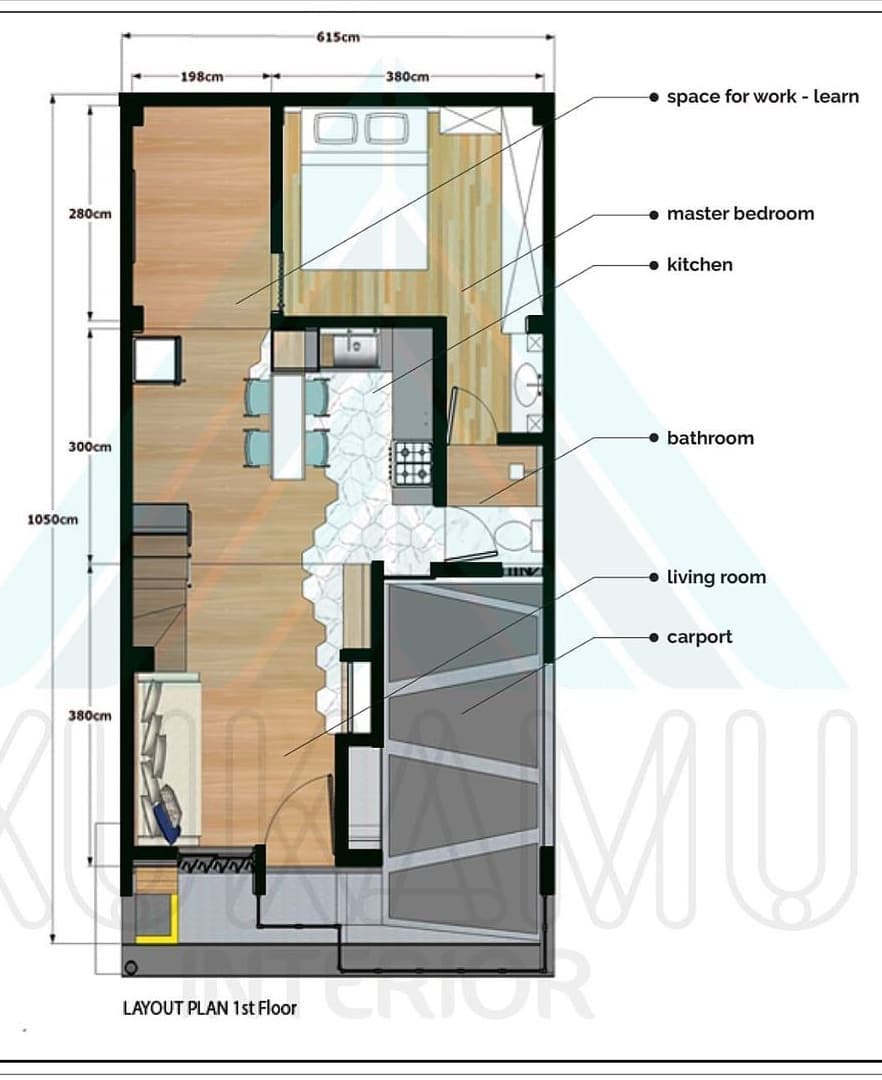 615cm
198cm
380cm
space for work - learn
280cm
master bedroom
kitchen
300cm
bathroom
1050cm
living room
carport
380cm
XUKAMU
INTERIOR
LAYOUT PLAN 1st Floor